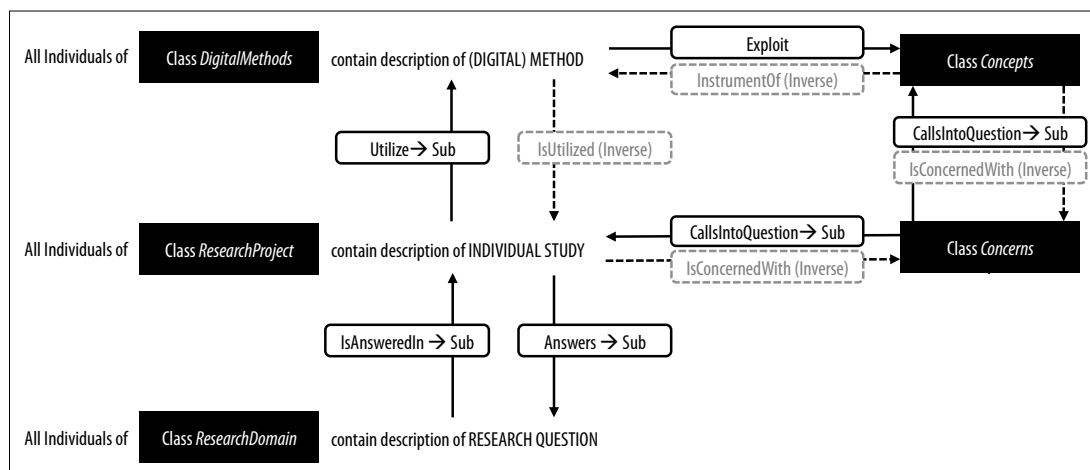 All Individuals of Class DigitalMethods contain description of (DIGITAL) METHOD Exploit Class Concepts
InstrumentOf (Inverse)
Utilize→ Sub IsUtilized (Inverse) CallsIntoQuestion→ Sub
IsConcernedWith (Inverse)
All Individuals of Class ResearchProject contain description of INDIVIDUAL STUDY CallsIntoQuestion→ Sub Class Concerns
IsConcernedWith (Inverse)
IsAnsweredIn → Sub Answers → Sub
All Individuals of Class ResearchDomain contain description of RESEARCH QUESTION